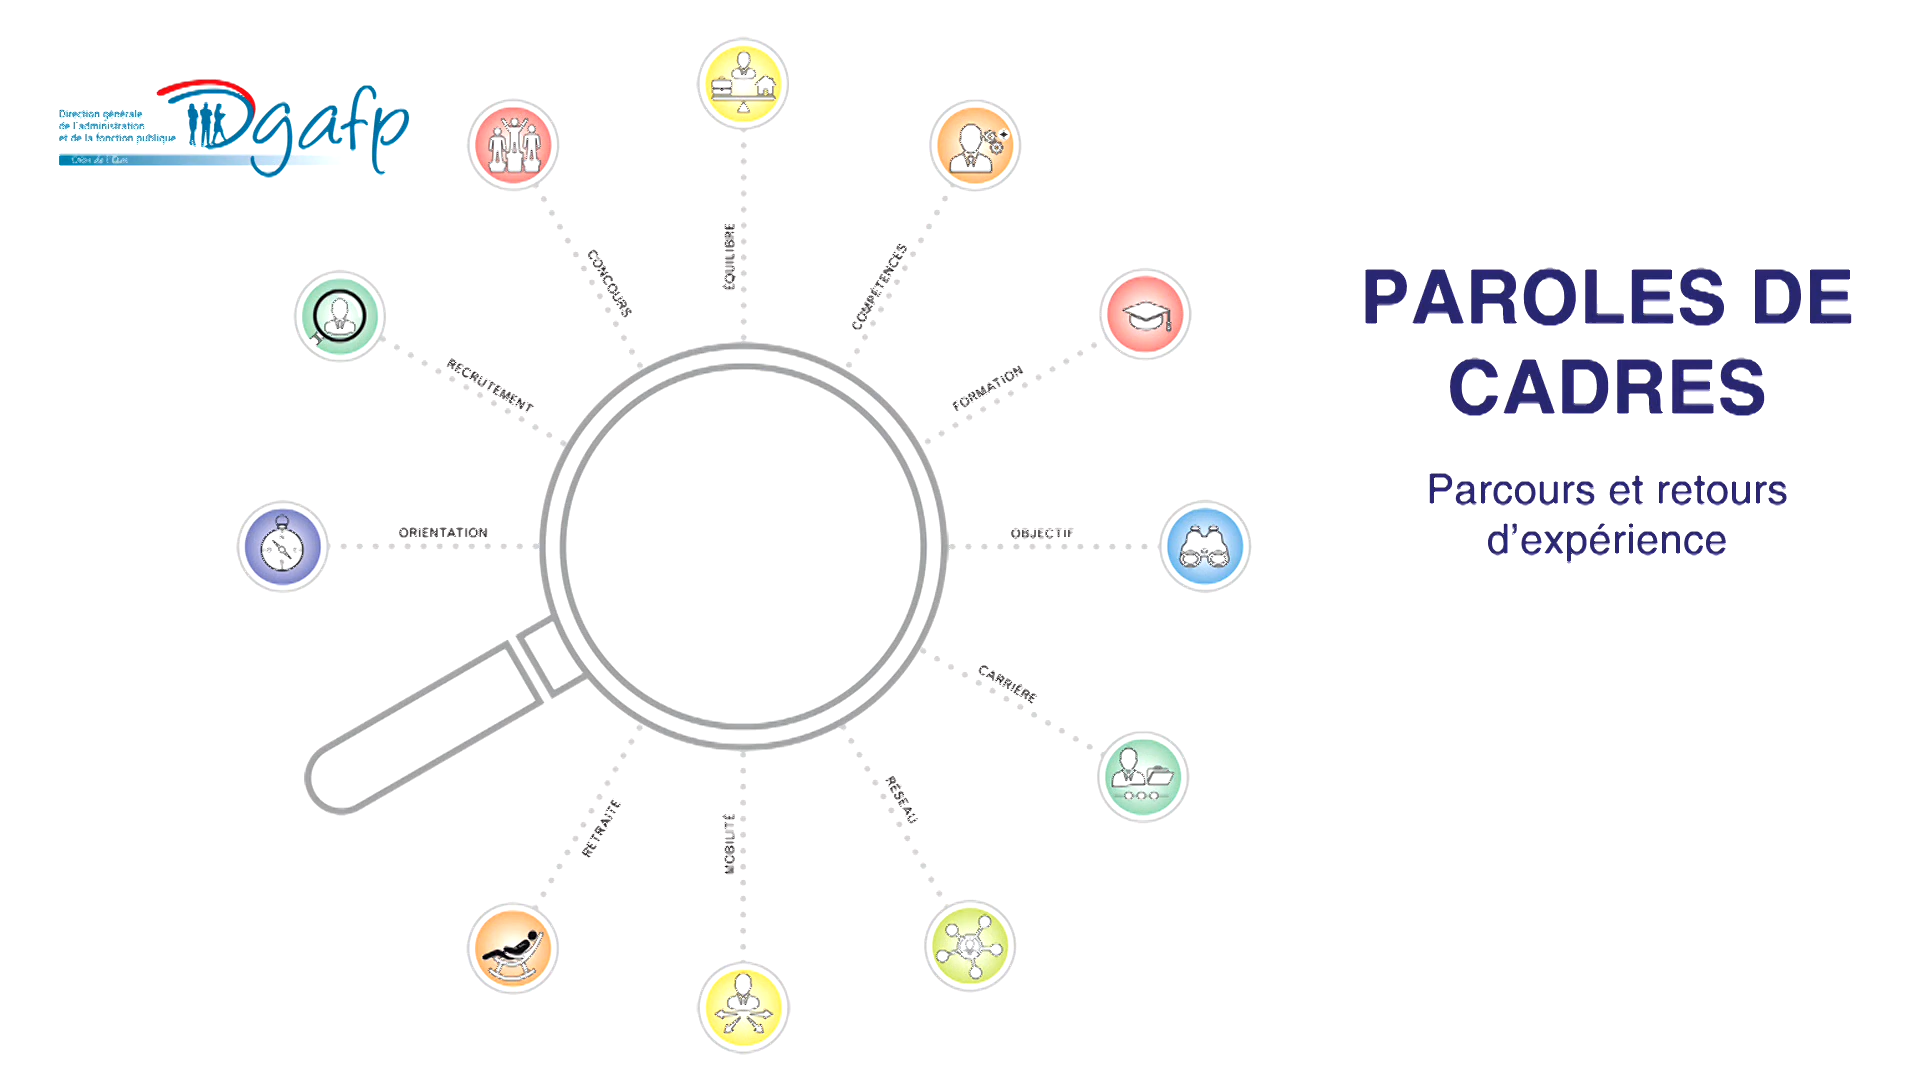 Direction générale
de l'administration
et de la fonction publique
Dgafp
ÉQUILIBRE
CONCOURS
COMPÉTENCES
RECRUTEMENT
FORMATION
ORIENTATION
OBJECTIF
CARRIÈRE
RÉSEAU
MOBILITÉ
RETRAITE
PAROLES DE
CADRES
Parcours et retours
d’expérience